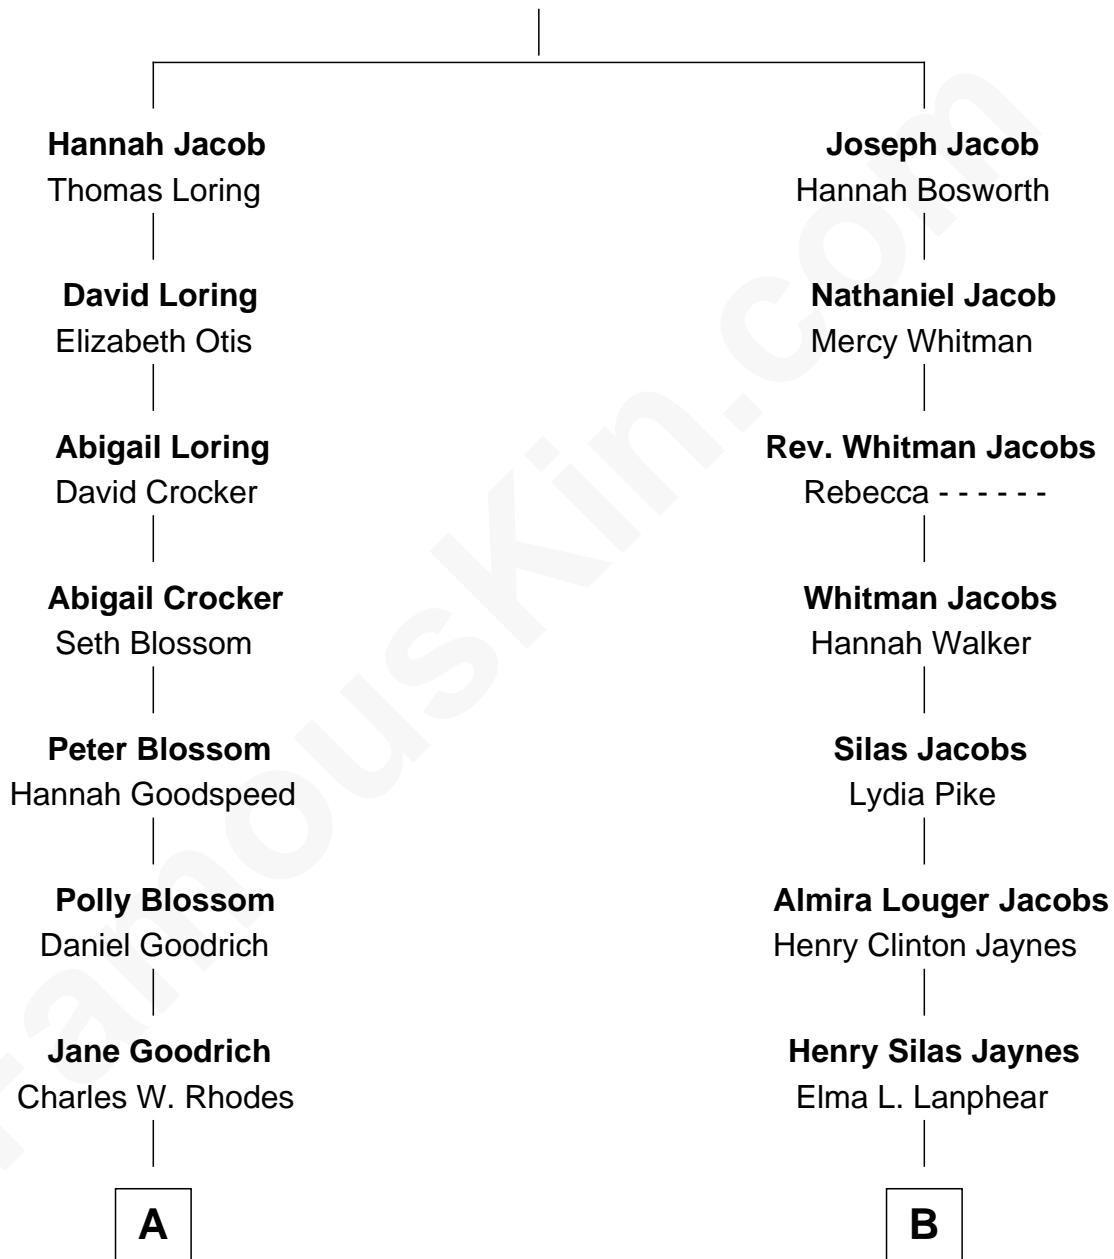 Hannah Jacob
Thomas Loring
David Loring
Elizabeth Otis
Abigail Loring
David Crocker
Abigail Crocker
Seth Blossom
Peter Blossom
Hannah Goodspeed
Polly Blossom
Daniel Goodrich
Jane Goodrich
Charles W. Rhodes
A
Joseph Jacob
Hannah Bosworth
Nathaniel Jacob
Mercy Whitman
Rev. Whitman Jacobs
Rebecca - - - - - -
Whitman Jacobs
Hannah Walker
Silas Jacobs
Lydia Pike
Almira Louger Jacobs
Henry Clinton Jaynes
Henry Silas Jaynes
Elma L. Lanphear
B
FamousKin.com